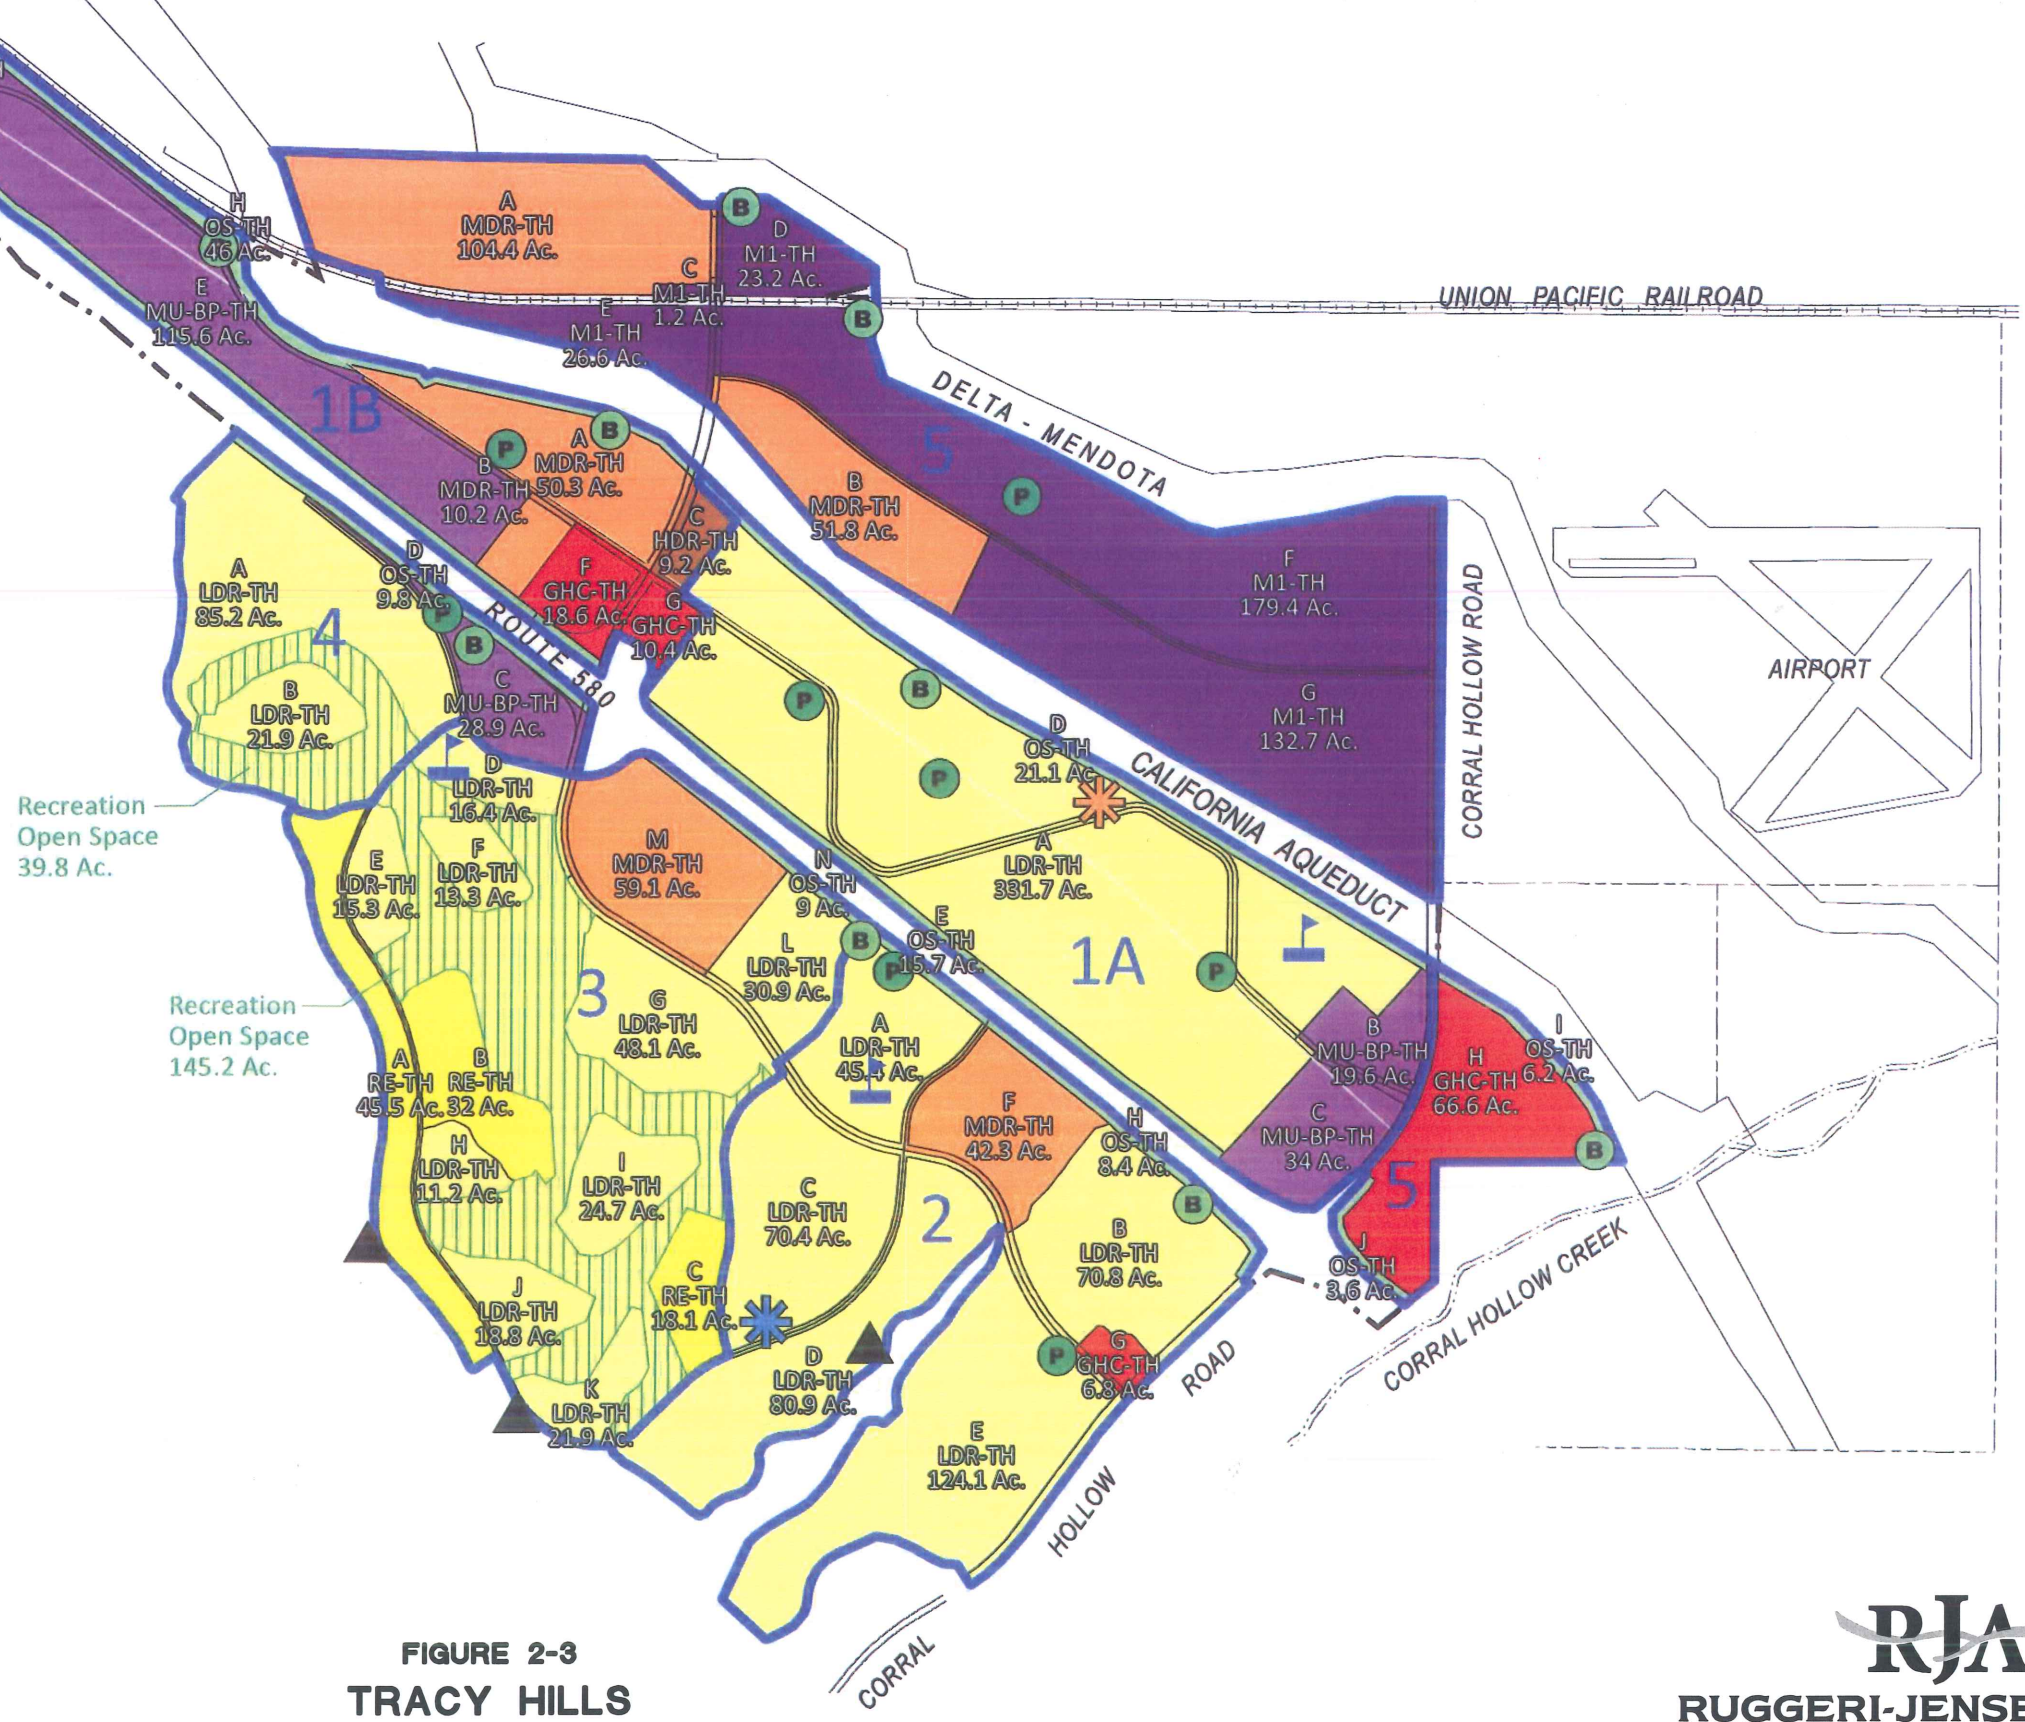 H
OS-TH
46 Ac.
E
MU-BP-TH
115.6 Ac.
A
MDR-TH
104.4 Ac.
B
D
M1-TH
23.2 Ac.
C
M1-TH
1.2 Ac.
E
M1-TH
26.6 Ac.
B
UNION PACIFIC RAILROAD
DELTA - MENDOTA
1B
P
B
A
MDR-TH
50.3 Ac.
B
MDR-TH
10.2 Ac.
C
HDR-TH
9.2 Ac.
F
GHC-TH
18.6 Ac.
G
GHC-TH
10.4 Ac.
5
P
B
MDR-TH
51.8 Ac.
F
M1-TH
179.4 Ac.
G
M1-TH
132.7 Ac.
CORRAL HOLLOW ROAD
AIRPORT
D
OS-TH
9.8 Ac.
P
B
ROUTE 580
A
LDR-TH
85.2 Ac.
4
B
LDR-TH
21.9 Ac.
C
MU-BP-TH
28.9 Ac.
Recreation
Open Space
39.8 Ac.
P
B
P
D
OS-TH
21.1 Ac.
CALIFORNIA AQUEDUCT
A
LDR-TH
331.7 Ac.
1A
P
D
LDR-TH
16.4 Ac.
E
LDR-TH
15.3 Ac.
F
LDR-TH
13.3 Ac.
M
MDR-TH
59.1 Ac.
N
OS-TH
9 Ac.
E
OS-TH
15.7 Ac.
B
P
L
LDR-TH
30.9 Ac.
3
G
LDR-TH
48.1 Ac.
Recreation
Open Space
145.2 Ac.
A
RE-TH
45.5 Ac.
B
RE-TH
32 Ac.
A
LDR-TH
45.4 Ac.
B
MU-BP-TH
19.6 Ac.
C
MU-BP-TH
34 Ac.
H
GHC-TH
66.6 Ac.
I
OS-TH
6.2 Ac.
B
5
J
OS-TH
3.6 Ac.
H
LDR-TH
11.2 Ac.
I
LDR-TH
24.7 Ac.
C
LDR-TH
70.4 Ac.
2
F
MDR-TH
42.3 Ac.
H
OS-TH
8.4 Ac.
B
B
LDR-TH
70.8 Ac.
J
LDR-TH
18.8 Ac.
C
RE-TH
18.1 Ac.
K
LDR-TH
21.9 Ac.
D
LDR-TH
80.9 Ac.
P
G
GHC-TH
6.8 Ac.
E
LDR-TH
124.1 Ac.
CORRAL HOLLOW ROAD
CORRAL HOLLOW CREEK
FIGURE 2-3
TRACY HILLS
RJA
RUGGERI-JENSE